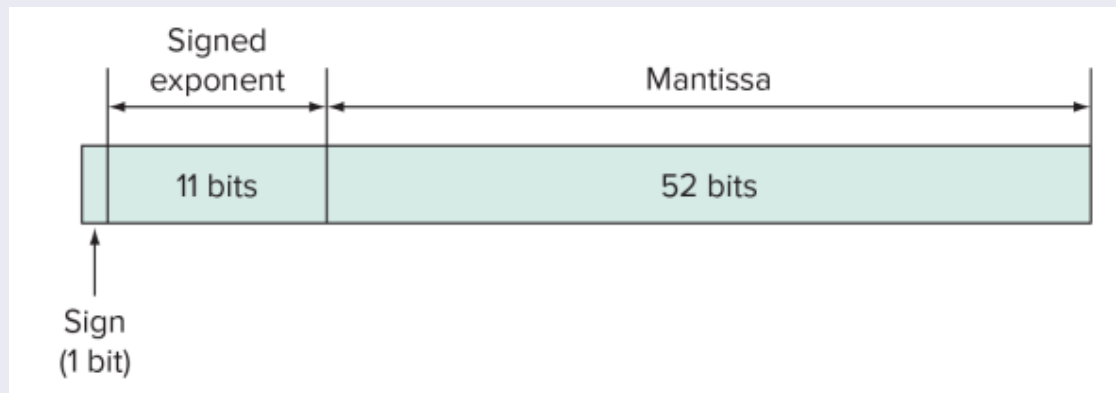 Signed
exponent
Mantissa
11 bits
52 bits
Sign
(1 bit)